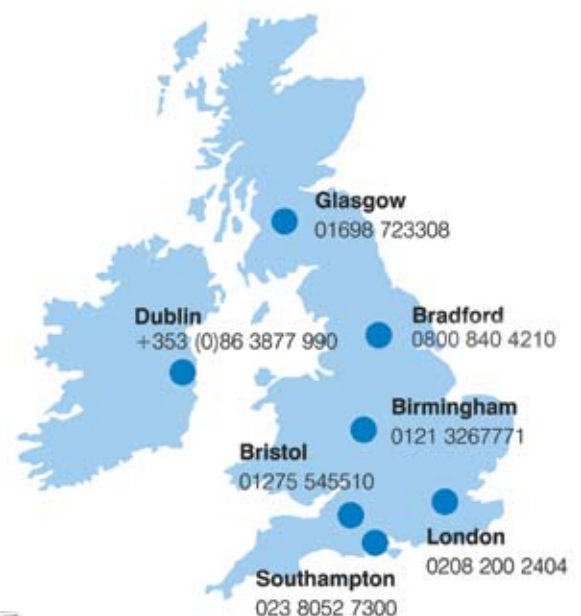 Glasgow
01698 723308
Dublin
+353 (0)86 3877 990
Bradford
0800 840 4210
Birmingham
0121 3267771
Bristol
01275 545510
London
0208 200 2404
Southampton
023 8052 7300